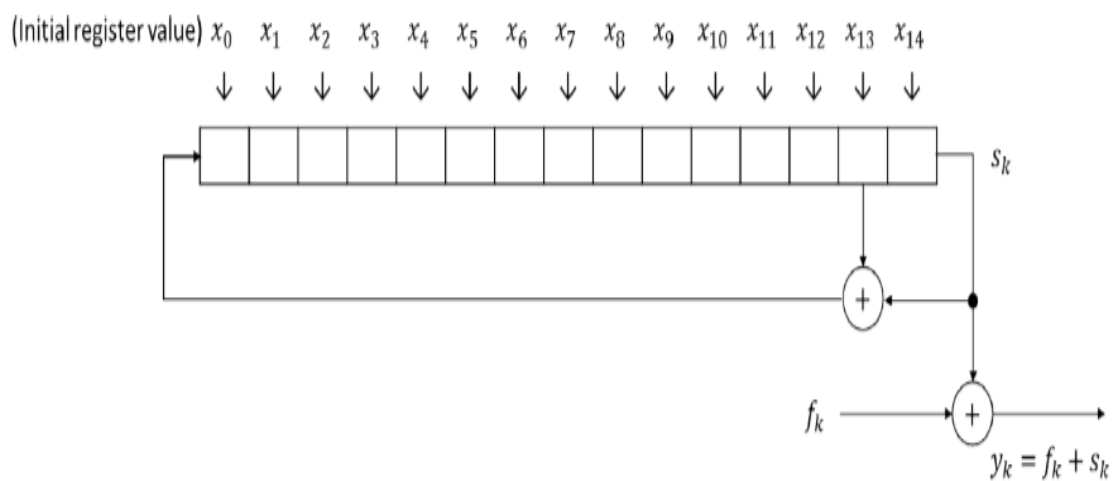 (Initial register value) x₀ x₁ x₂ x₃ x₄ x₅ x₆ x₇ x₈ x₉ x₁₀ x₁₁ x₁₂ x₁₃ x₁₄
sₖ
+
fₖ +
yₖ = fₖ + sₖ